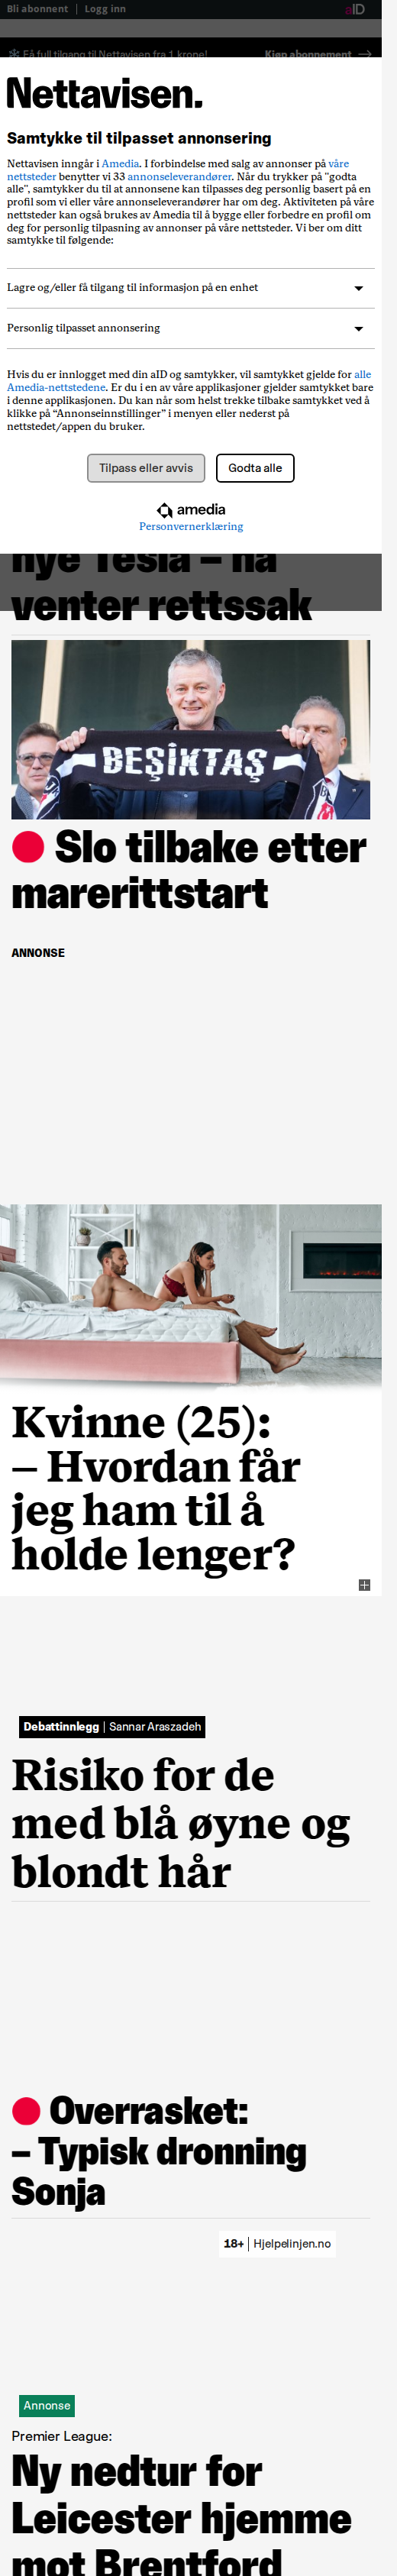 Bli abonnent | Logg inn
aID
Få full tilgang til Nettavisen fra 1 krone!
Kjøp abonnement
Nettavisen.
Samtykke til tilpasset annonsering
Nettavisen inngår i Amedia. I forbindelse med salg av annonser på våre
nettsteder benytter vi 33 annonseleverandører. Når du trykker på "godta
alle", samtykker du til at annonsene kan tilpasses deg personlig basert på en
profil som vi eller våre annonseleverandører har om deg. Aktiviteten på våre
nettsteder kan også brukes av Amedia til å bygge eller forbedre en profil om
deg for personlig tilpasning av annonser på våre nettsteder. Vi ber om ditt
samtykke til følgende:
Lagre og/eller få tilgang til informasjon på en enhet
Personlig tilpasset annonsering
Hvis du er innlogget med din aID og samtykker, vil samtykket gjelde for alle
Amedia-nettstedene. Er du i en av våre applikasjoner gjelder samtykket bare
i denne applikasjonen. Du kan når som helst trekke tilbake samtykket ved å
klikke på “Annonseinnstillinger” i menyen eller nederst på
nettstedet/appen du bruker.
Tilpass eller avvis
Godta alle
amedia
Personvernerklæring
nye Tesla – nå
venter rettssak
BEŞİKTAŞ
Slo tilbake etter
marerittstart
ANNONSE
Kvinne (25):
– Hvordan får
jeg ham til å
holde lenger?
Debattinnlegg | Sannar Araszadeh
Risiko for de
med blå øyne og
blondt hår
Overrasket:
– Typisk dronning
Sonja
18+ | Hjelpelinjen.no
Annonse
Premier League:
Ny nedtur for
Leicester hjemme
mot Brentford